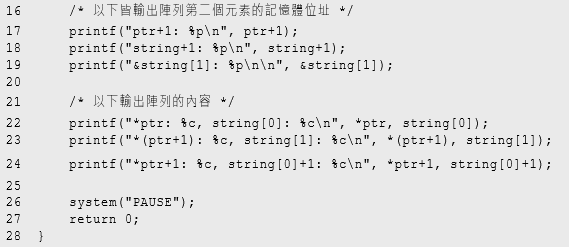 16 /* 以下皆輸出陣列第二個元素的記憶體位址 */
17 printf("ptr+1: %p\n", ptr+1);
18 printf("string+1: %p\n", string+1);
19 printf("&string[1]: %p\n\n", &string[1]);
20
21 /* 以下輸出陣列的內容 */
22 printf("*ptr: %c, string[0]: %c\n", *ptr, string[0]);
23 printf("*(ptr+1): %c, string[1]: %c\n", *(ptr+1), string[1]);
24 printf("*ptr+1: %c, string[0]+1: %c\n", *ptr+1, string[0]+1);
25
26 system("PAUSE");
27 return 0;
28 }